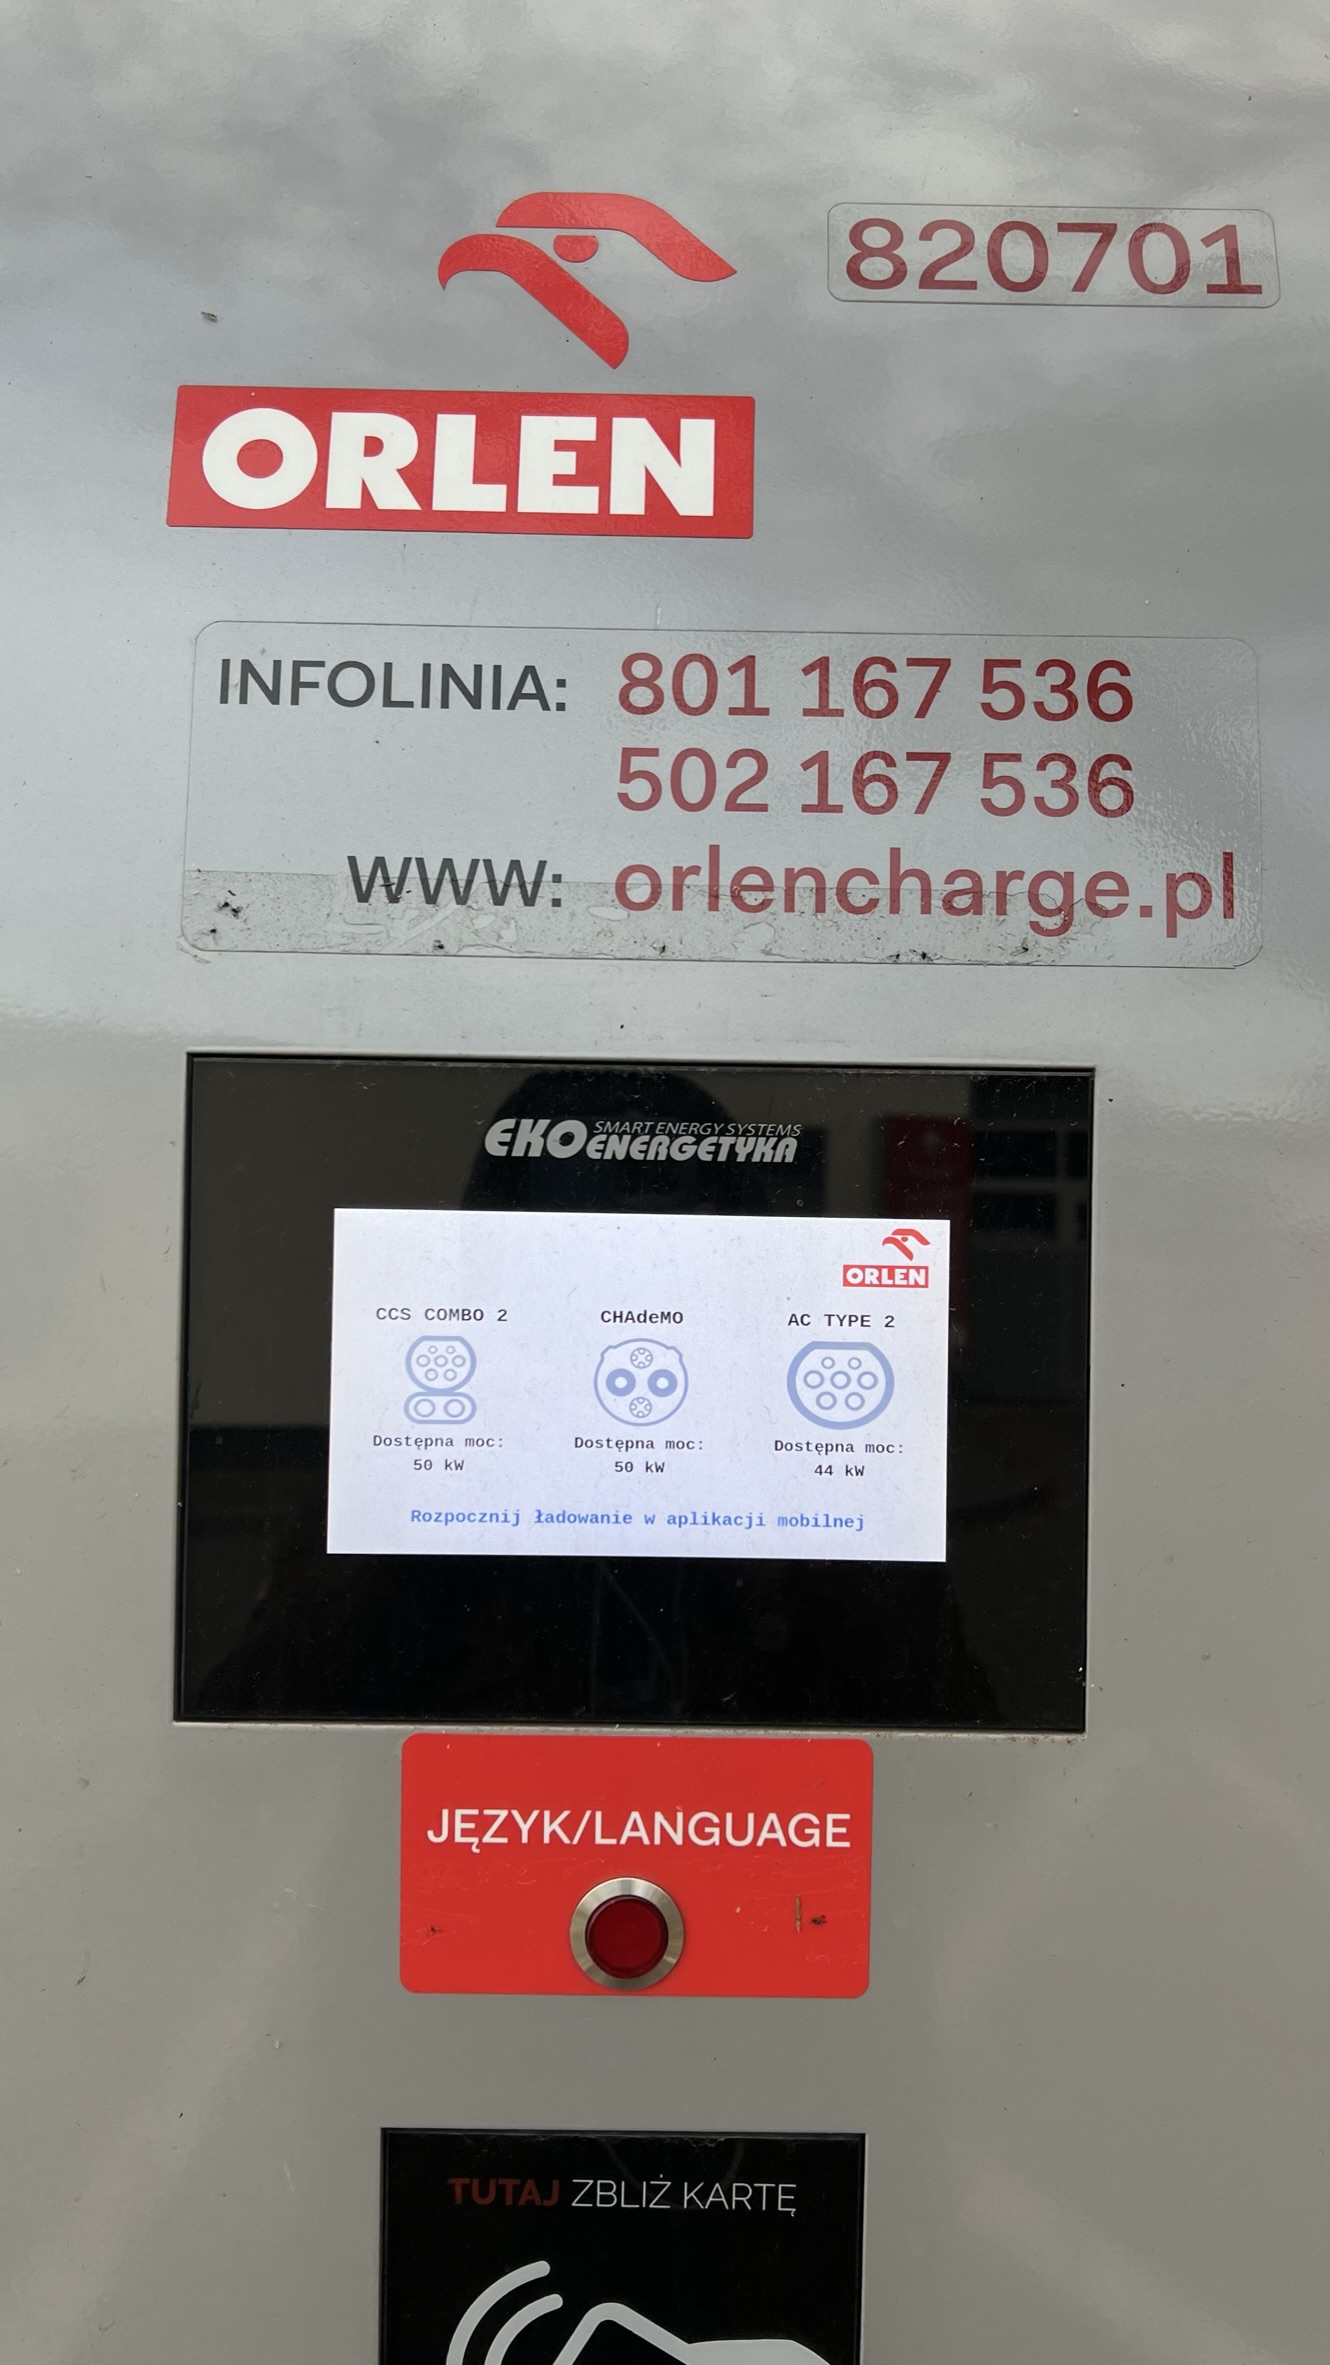 820701
ORLEN
INFOLINIA: 801 167 536
502 167 536
WWW: orlencharge.pl
EKO SMART ENERGY SYSTEMS
ENERGETYKA
ORLEN
CCS COMBO 2 CHAdeMO AC TYPE 2
Dostępna moc: Dostępna moc: Dostępna moc:
50 kW 50 kW 44 kW
Rozpocznij ładowanie w aplikacji mobilnej
JĘZYK/LANGUAGE
TUTAJ ZBLIŻ KARTĘ